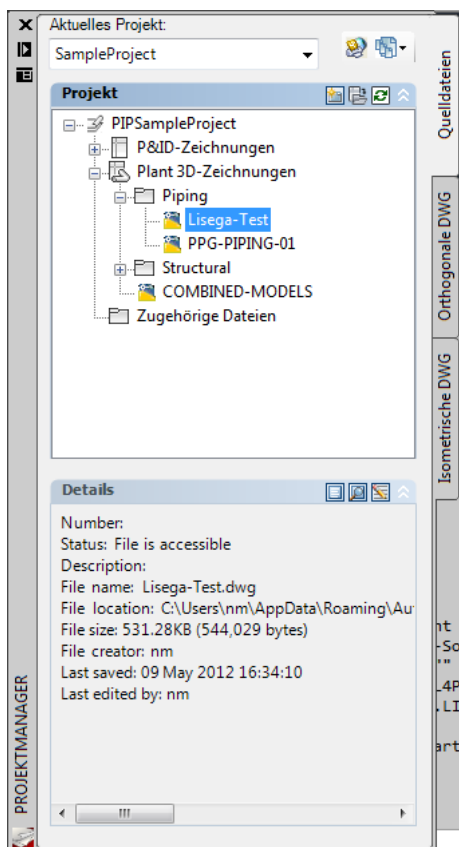 Aktuelles Projekt:
SampleProject
Projekt
PIPSampleProject
P&ID-Zeichnungen
Plant 3D-Zeichnungen
Piping
Lisega-Test
PPG-PIPING-01
Structural
COMBINED-MODELS
Zugehörige Dateien
Details
Number:
Status: File is accessible
Description:
File name: Lisega-Test.dwg
File location: C:\Users\nm\AppData\Roaming\Au
File size: 531.28KB (544,029 bytes)
File creator: nm
Last saved: 09 May 2012 16:34:10
Last edited by: nm
Quelldateien
Orthogonale DWG
Isometrische DWG
PROJEKTMANAGER